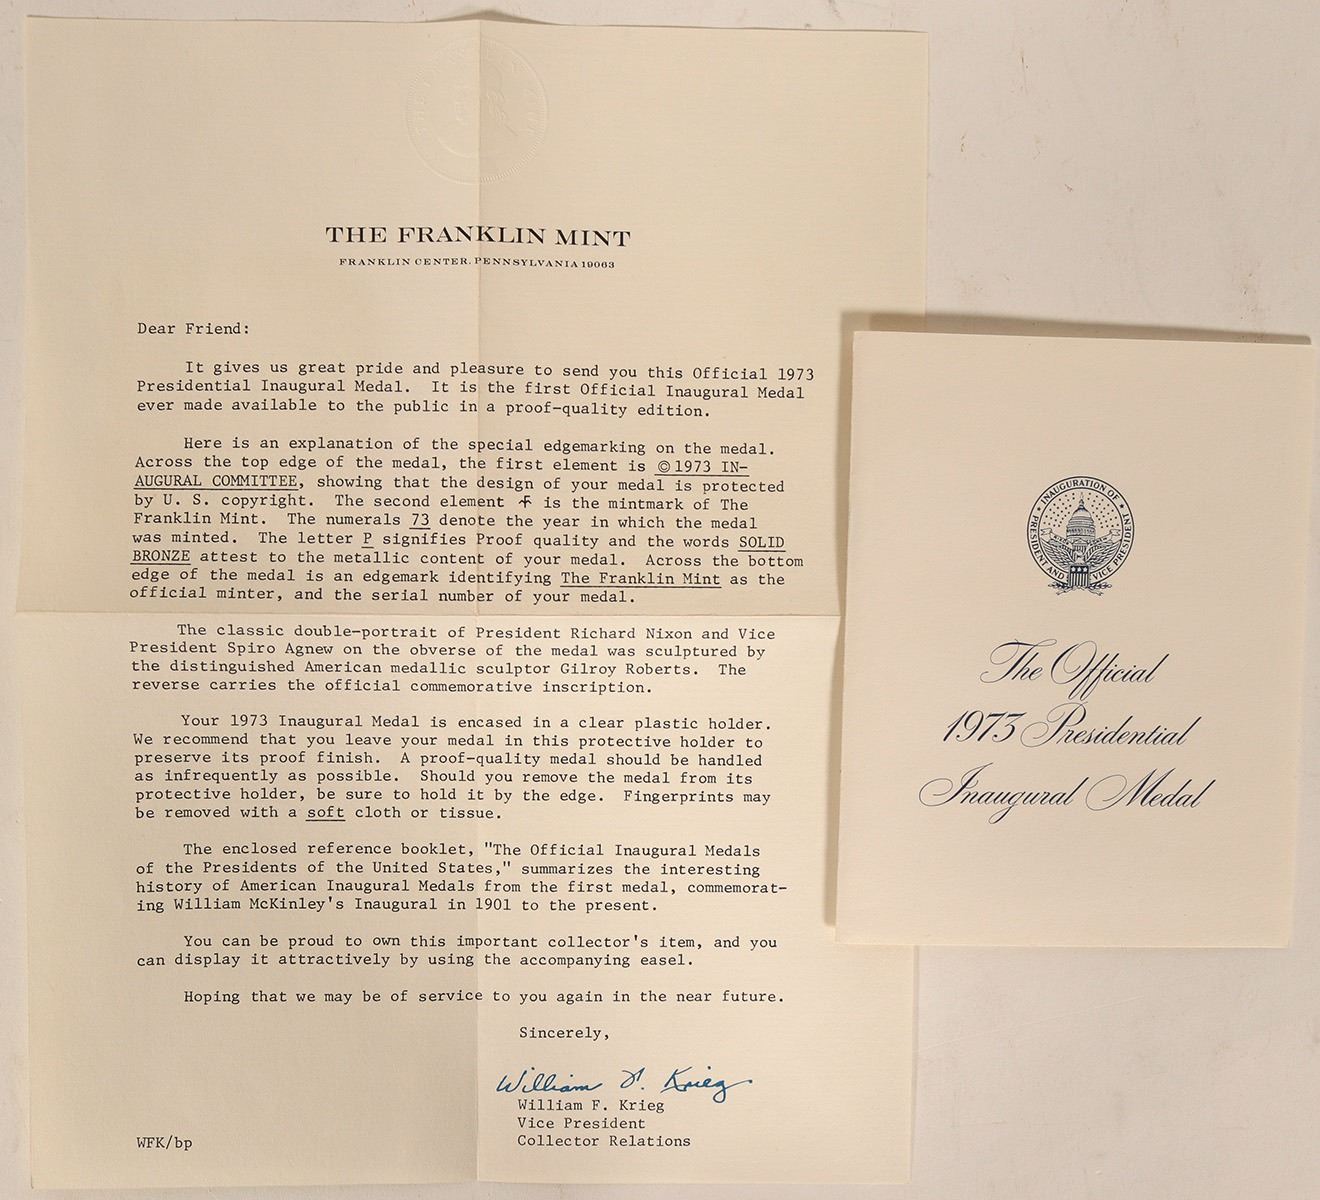 THE FRANKLIN MINT
FRANKLIN CENTER, PENNSYLVANIA 19063
Dear Friend:
It gives us great pride and pleasure to send you this Official 1973
Presidential Inaugural Medal. It is the first Official Inaugural Medal
ever made available to the public in a proof-quality edition.
Here is an explanation of the special edgemarking on the medal.
Across the top edge of the medal, the first element is © 1973 IN-
AUGURAL COMMITTEE, showing that the design of your medal is protected
by U. S. copyright. The second element is the mintmark of The
Franklin Mint. The numerals 73 denote the year in which the medal
was minted. The letter P signifies Proof quality and the words SOLID
BRONZE attest to the metallic content of your medal. Across the bottom
edge of the medal is an edgemark identifying The Franklin Mint as the
official minter, and the serial number of your medal.
The classic double-portrait of President Richard Nixon and Vice
President Spiro Agnew on the obverse of the medal was sculptured by
the distinguished American medallic sculptor Gilroy Roberts. The
reverse carries the official commemorative inscription.
Your 1973 Inaugural Medal is encased in a clear plastic holder.
We recommend that you leave your medal in this protective holder to
preserve its proof finish. A proof-quality medal should be handled
as infrequently as possible. Should you remove the medal from its
protective holder, be sure to hold it by the edge. Fingerprints may
be removed with a soft cloth or tissue.
The enclosed reference booklet, "The Official Inaugural Medals
of the Presidents of the United States," summarizes the interesting
history of American Inaugural Medals from the first medal, commemorat-
ing William McKinley's Inaugural in 1901 to the present.
You can be proud to own this important collector's item, and you
can display it attractively by using the accompanying easel.
Hoping that we may be of service to you again in the near future.
Sincerely,
William F. Krieg
William F. Krieg
Vice President
Collector Relations
WFK/bp
INAUGURATION OF
PRESIDENT AND VICE PRESIDENT
The Official
1973 Presidential
Inaugural Medal